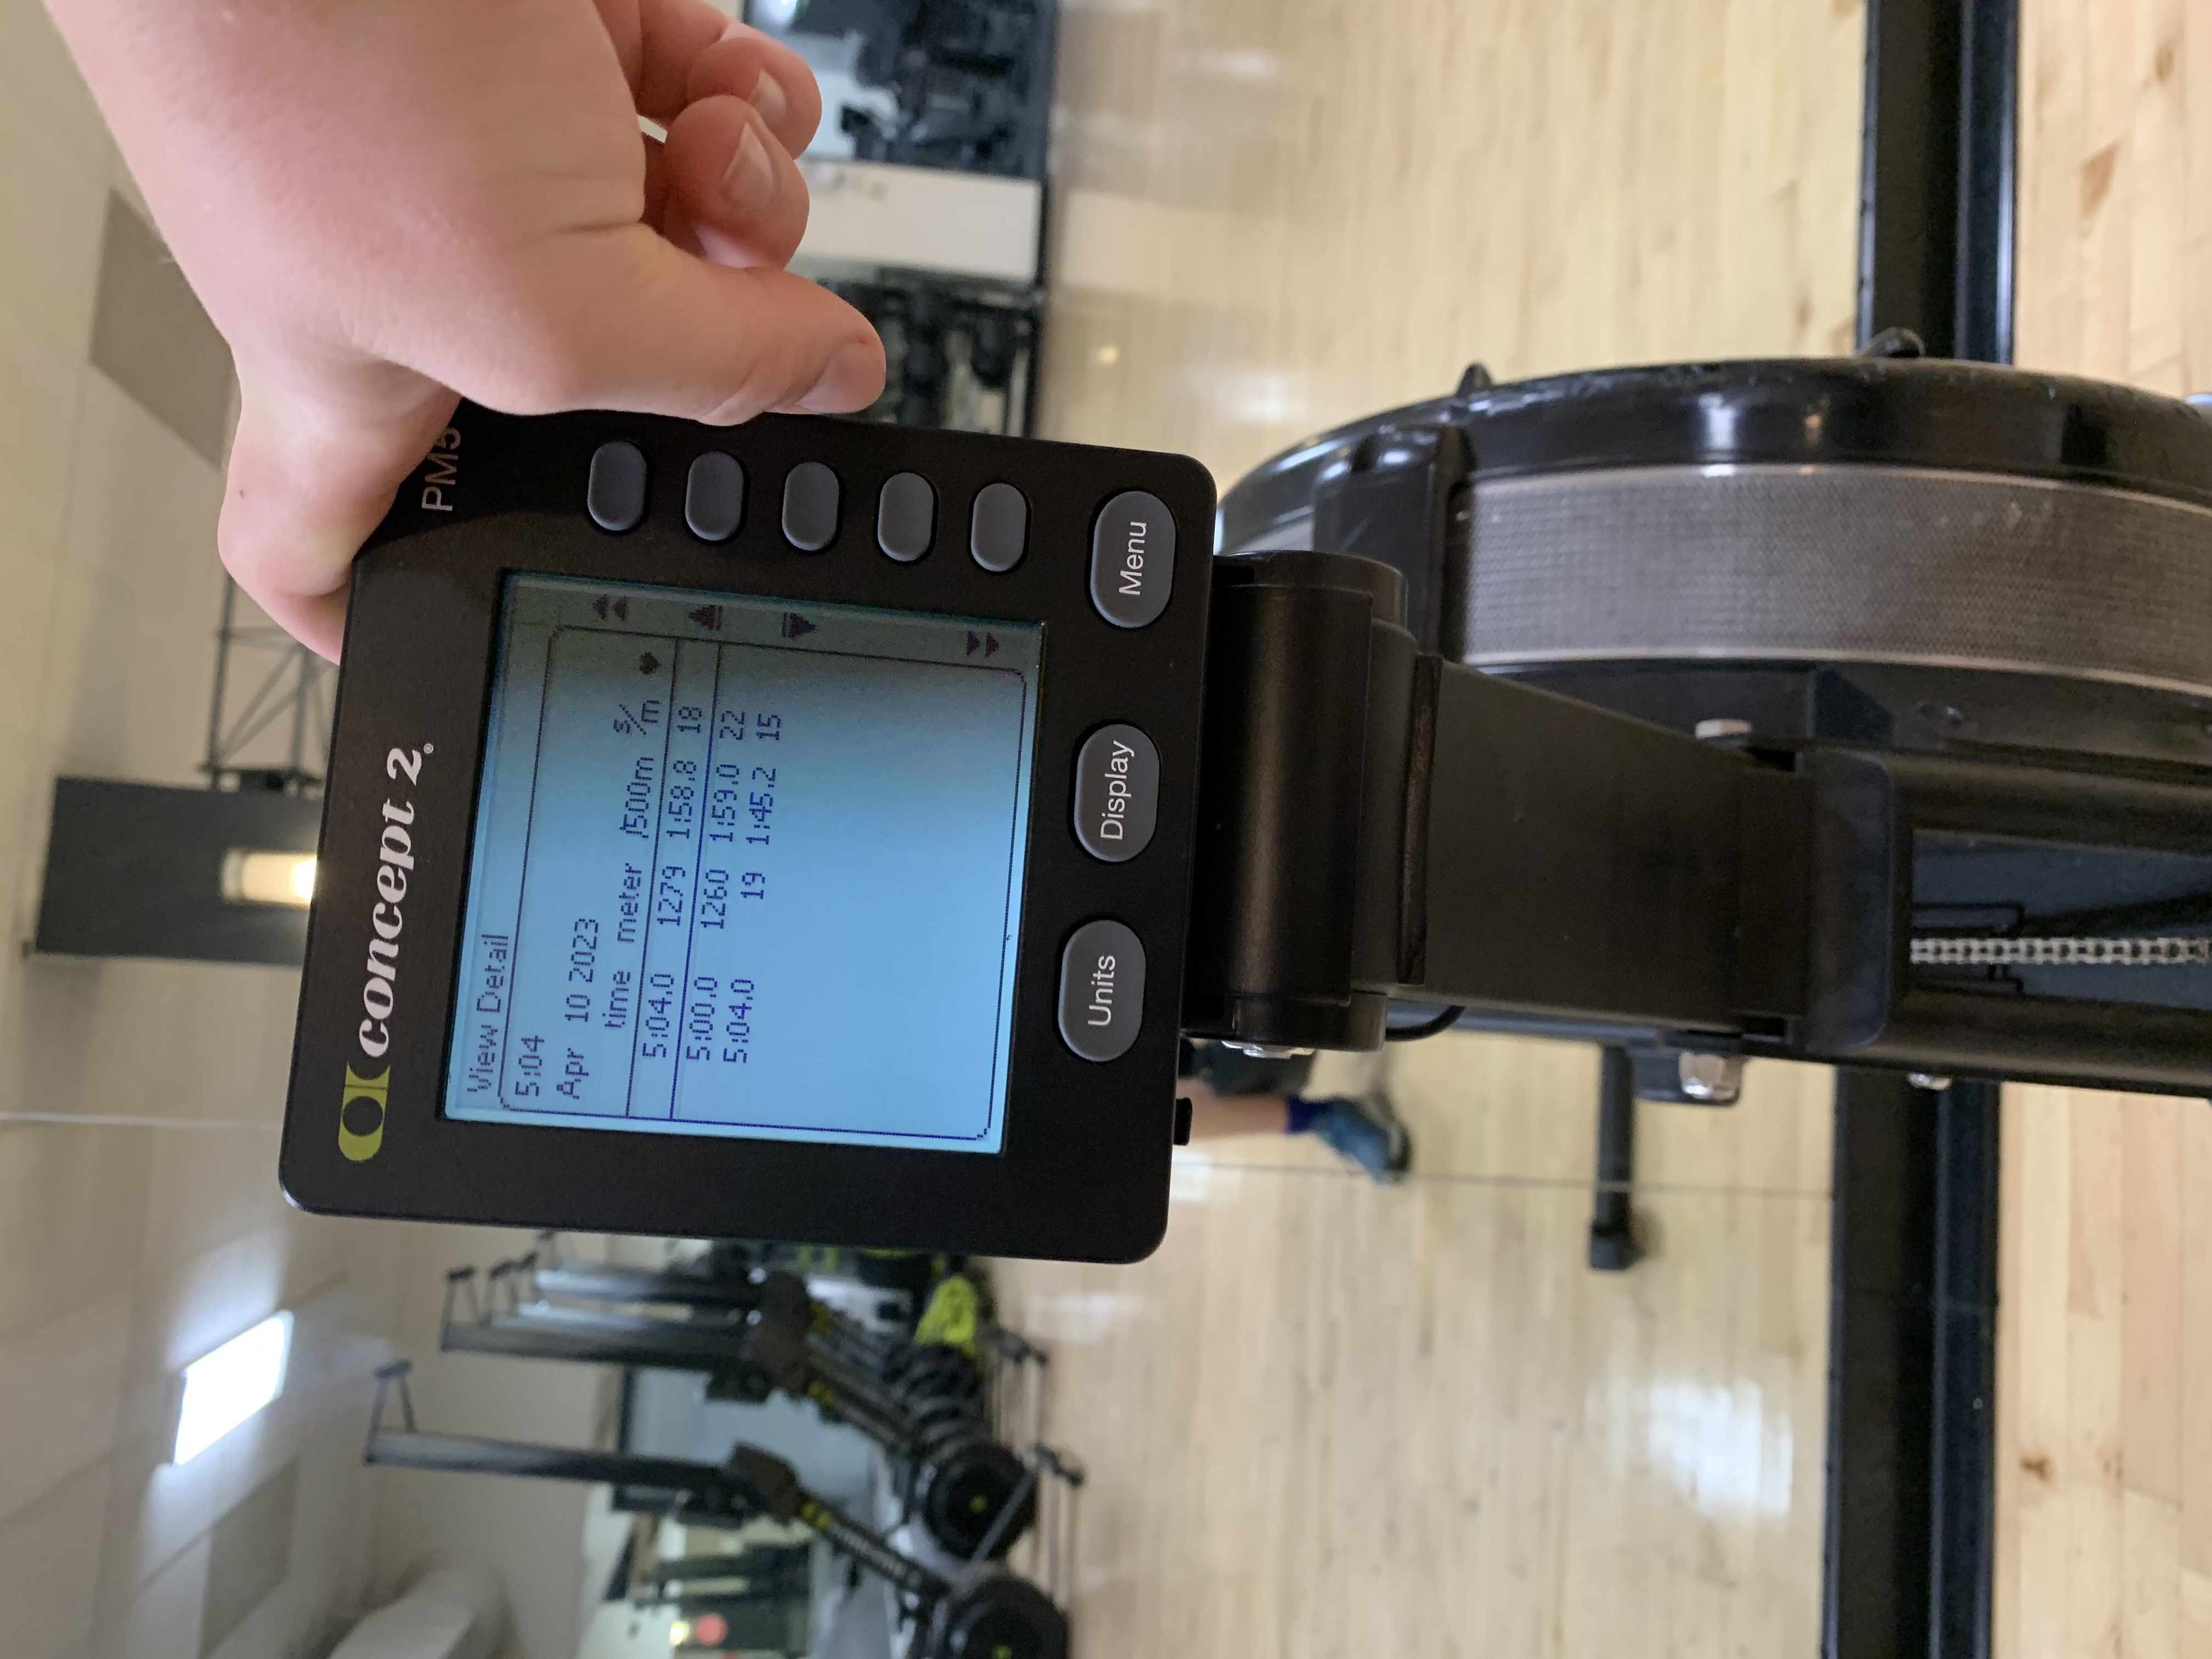 concept 2®
PM5
View Detail
5:04
Apr 10 2023
time meter /500m s/m ♥
5:04.0 1279 1:58.8 18
5:00.0 1260 1:59.0 22
5:04.0 19 1:45.2 15
Units Display Menu